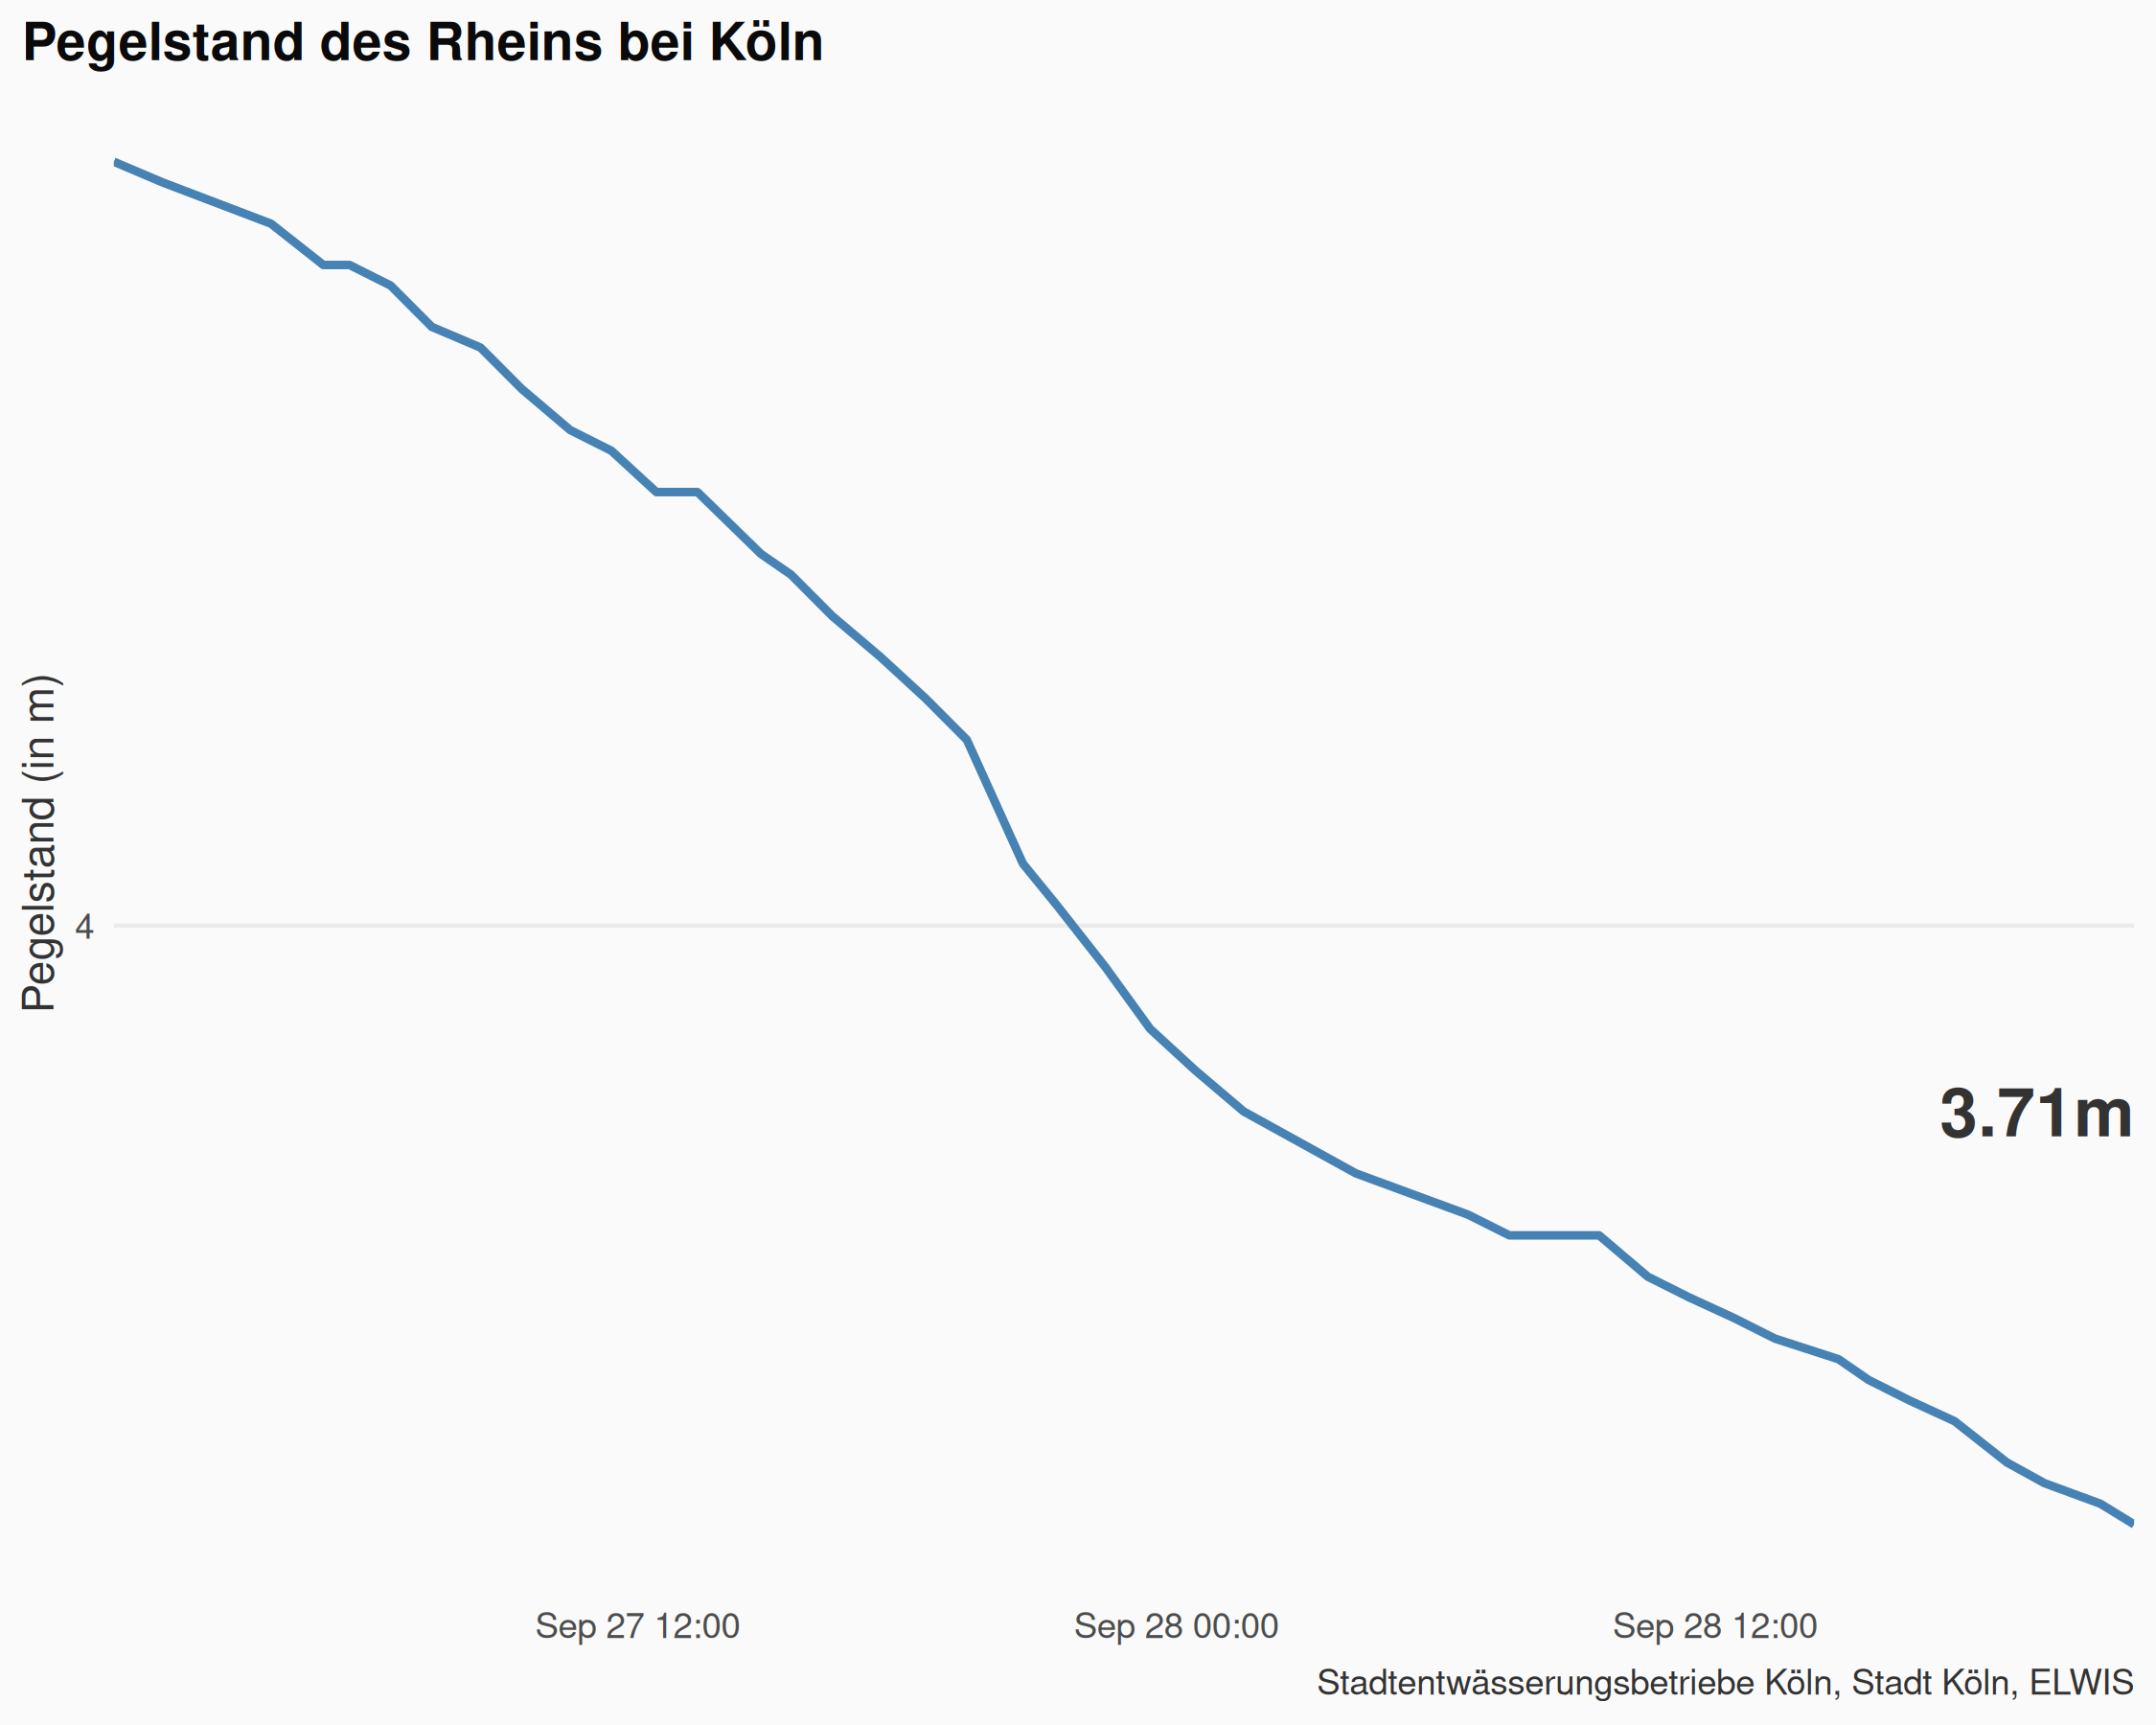 Pegelstand des Rheins bei Köln
Pegelstand (in m)
4
3.71m
Sep 27 12:00
Sep 28 00:00
Sep 28 12:00
Stadtentwässerungsbetriebe Köln, Stadt Köln, ELWIS